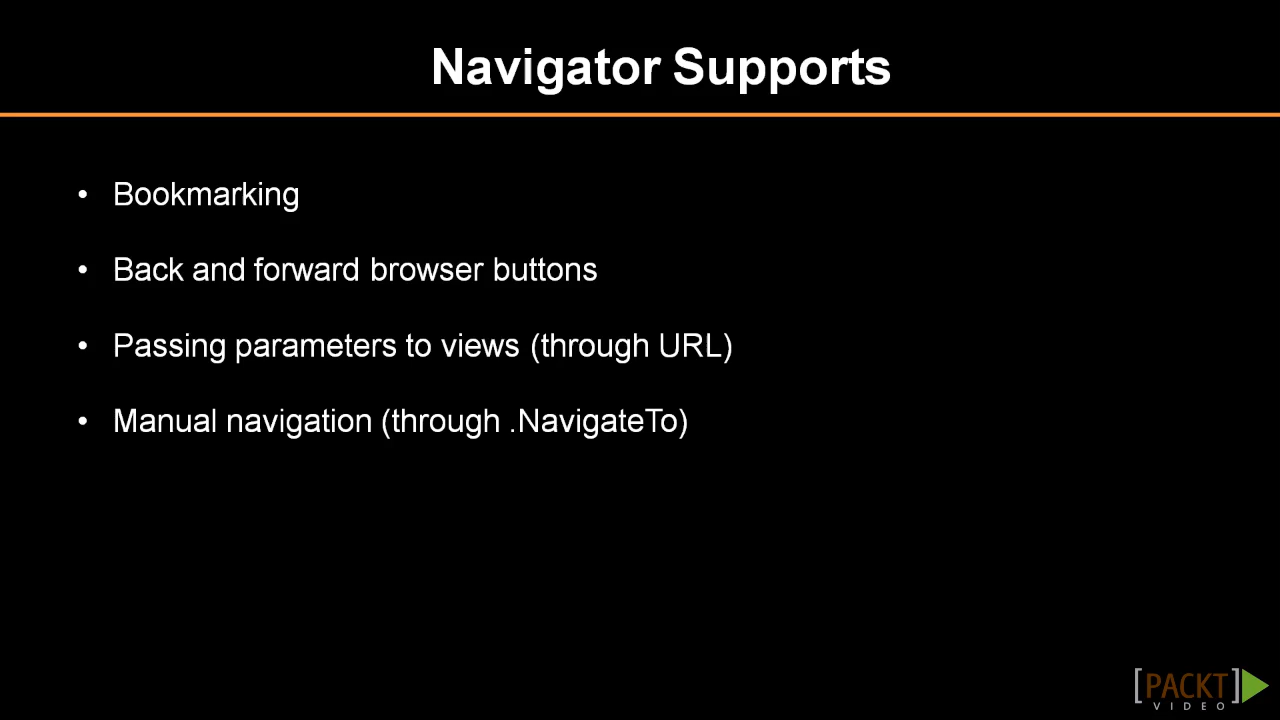 Navigator Supports
• Bookmarking
• Back and forward browser buttons
• Passing parameters to views (through URL)
• Manual navigation (through .NavigateTo)
[PACKT]
VIDEO